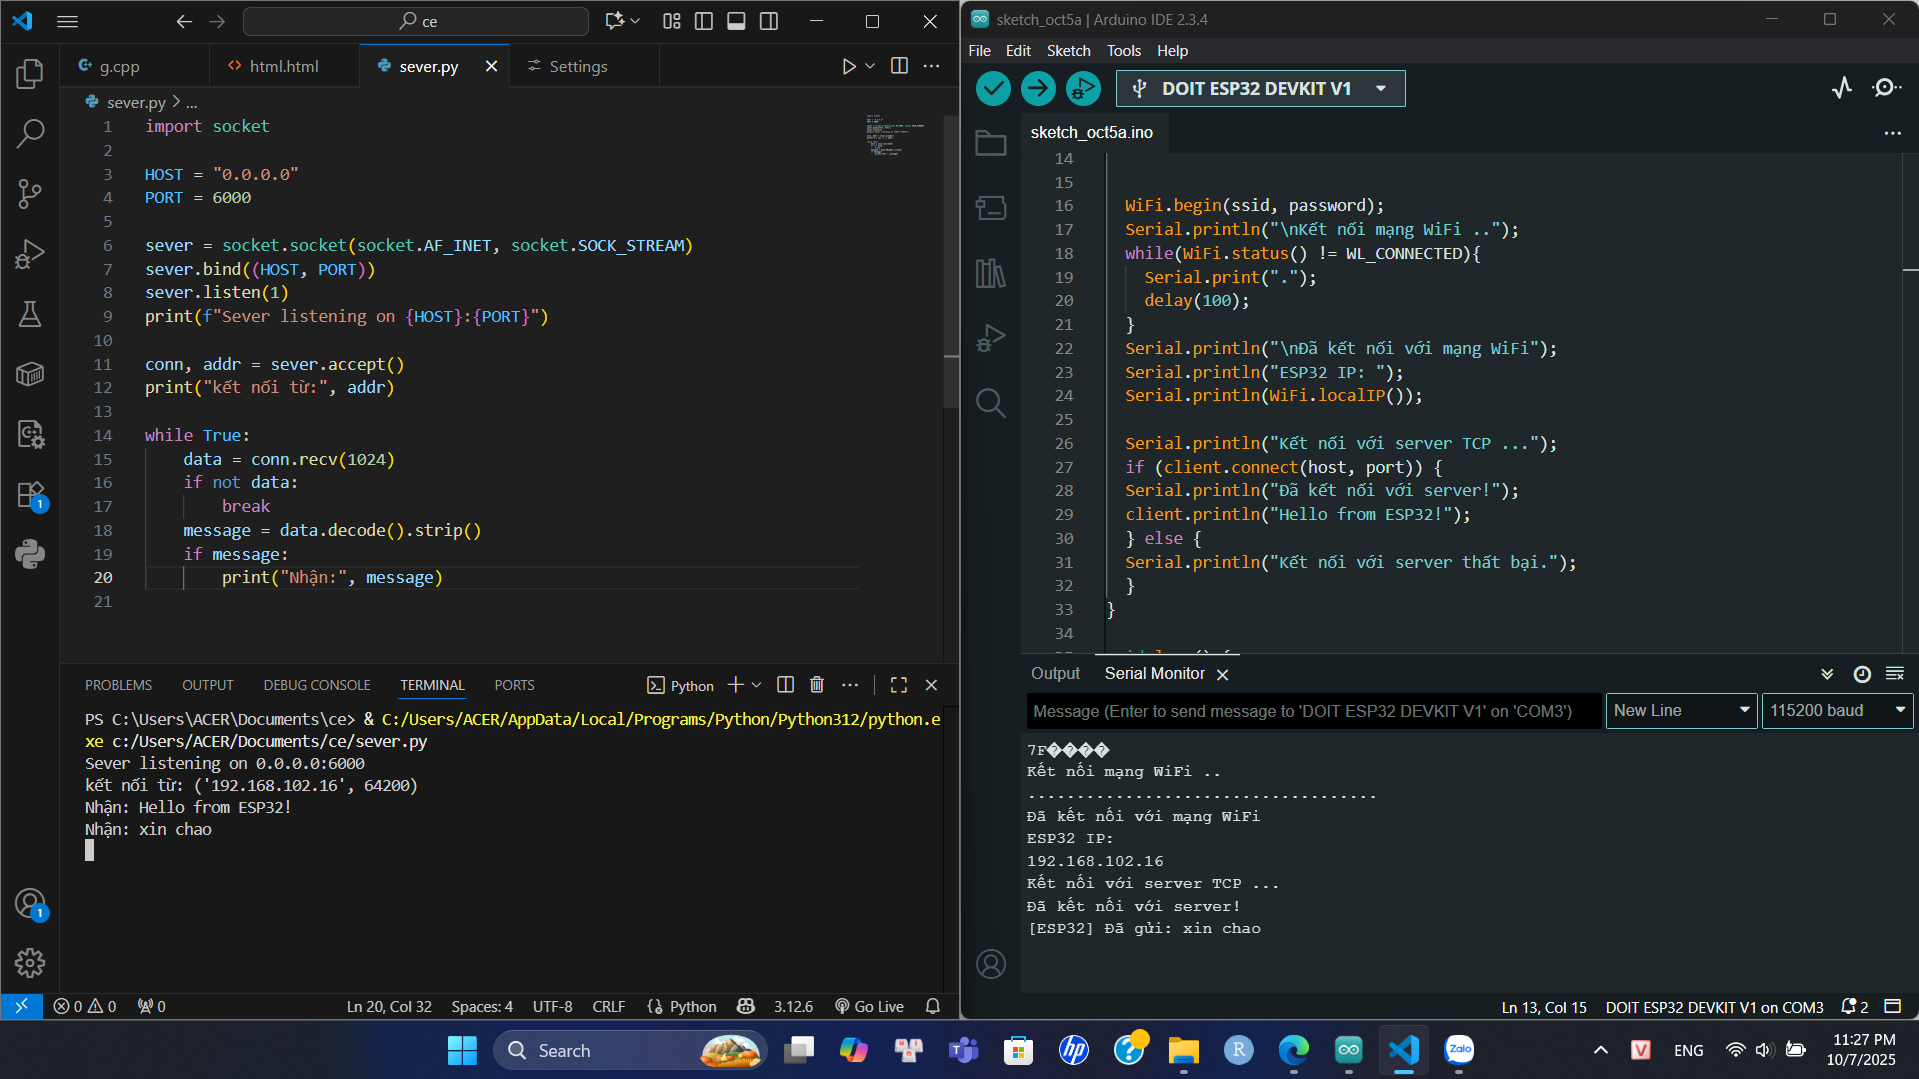 ce
g.cpp
html.html
sever.py
Settings
sever.py > ...
1 import socket
2
3 HOST = "0.0.0.0"
4 PORT = 6000
5
6 sever = socket.socket(socket.AF_INET, socket.SOCK_STREAM)
7 sever.bind((HOST, PORT))
8 sever.listen(1)
9 print(f"Sever listening on {HOST}:{PORT}")
10
11 conn, addr = sever.accept()
12 print("kết nối từ:", addr)
13
14 while True:
15 data = conn.recv(1024)
16 if not data:
17 break
18 message = data.decode().strip()
19 if message:
20 print("Nhận:", message)
21
PROBLEMS OUTPUT DEBUG CONSOLE TERMINAL PORTS
Python
PS C:\Users\ACER\Documents\ce> & C:/Users/ACER/AppData/Local/Programs/Python/Python312/python.e
xe c:/Users/ACER/Documents/ce/sever.py
Sever listening on 0.0.0.0:6000
kết nối từ: ('192.168.102.16', 64200)
Nhận: Hello from ESP32!
Nhận: xin chao
1
1
0 0 0 Ln 20, Col 32 Spaces: 4 UTF-8 CRLF Python 3.12.6 Go Live
sketch_oct5a | Arduino IDE 2.3.4
File Edit Sketch Tools Help
DOIT ESP32 DEVKIT V1
sketch_oct5a.ino
14
15
16 WiFi.begin(ssid, password);
17 Serial.println("\nKết nối mạng WiFi ..");
18 while(WiFi.status() != WL_CONNECTED){
19 Serial.print(".");
20 delay(100);
21 }
22 Serial.println("\nĐã kết nối với mạng WiFi");
23 Serial.println("ESP32 IP: ");
24 Serial.println(WiFi.localIP());
25
26 Serial.println("Kết nối với server TCP ...");
27 if (client.connect(host, port)) {
28 Serial.println("Đã kết nối với server!");
29 client.println("Hello from ESP32!");
30 } else {
31 Serial.println("Kết nối với server thất bại.");
32 }
33 }
34
Output Serial Monitor
Message (Enter to send message to 'DOIT ESP32 DEVKIT V1' on 'COM3')
New Line
115200 baud
7F����
Kết nối mạng WiFi ..
....................................
Đã kết nối với mạng WiFi
ESP32 IP:
192.168.102.16
Kết nối với server TCP ...
Đã kết nối với server!
[ESP32] Đã gửi: xin chao
Ln 13, Col 15 DOIT ESP32 DEVKIT V1 on COM3 2
Search
hp
R
Zalo
V
ENG
11:27 PM
10/7/2025